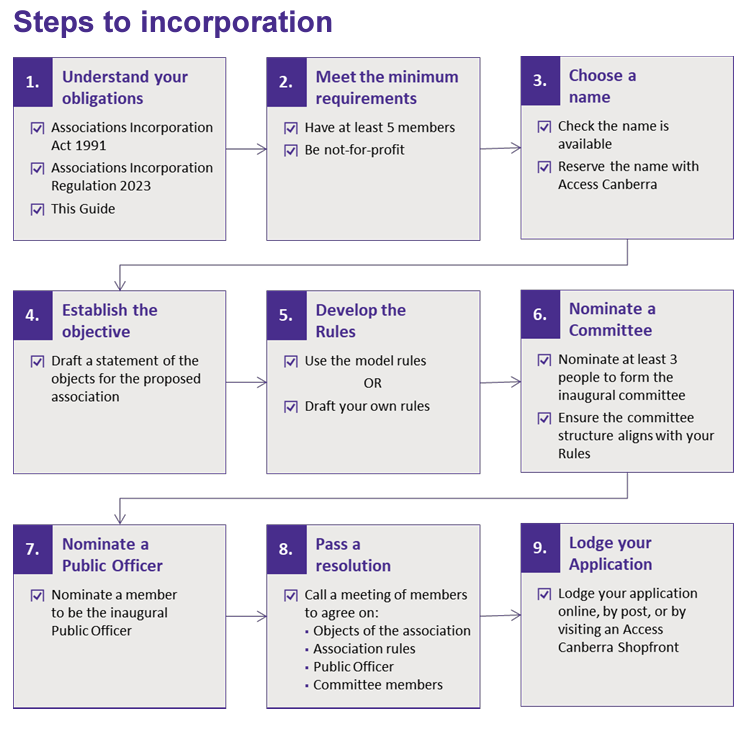 Steps to incorporation
1.
Understand your
obligations
Associations Incorporation
Act 1991
Associations Incorporation
Regulation 2023
This Guide
2.
Meet the minimum
requirements
Have at least 5 members
Be not-for-profit
3.
Choose a
name
Check the name is
available
Reserve the name with
Access Canberra
4.
Establish the
objective
Draft a statement of the
objects for the proposed
association
5.
Develop the
Rules
Use the model rules
OR
Draft your own rules
6.
Nominate a
Committee
Nominate at least 3
people to form the
inaugural committee
Ensure the committee
structure aligns with your
Rules
7.
Nominate a
Public Officer
Nominate a member
to be the inaugural
Public Officer
8.
Pass a
resolution
Call a meeting of members
to agree on:
• Objects of the association
• Association rules
• Public Officer
• Committee members
9.
Lodge your
Application
Lodge your application
online, by post, or by
visiting an Access
Canberra Shopfront